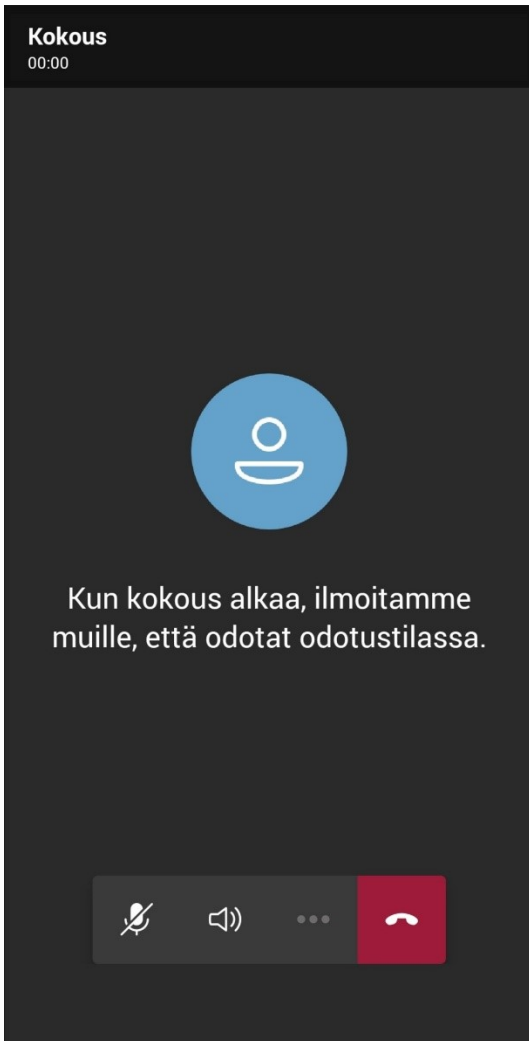 Kokous
00:00
Kun kokous alkaa, ilmoitamme
muille, että odotat odotustilassa.